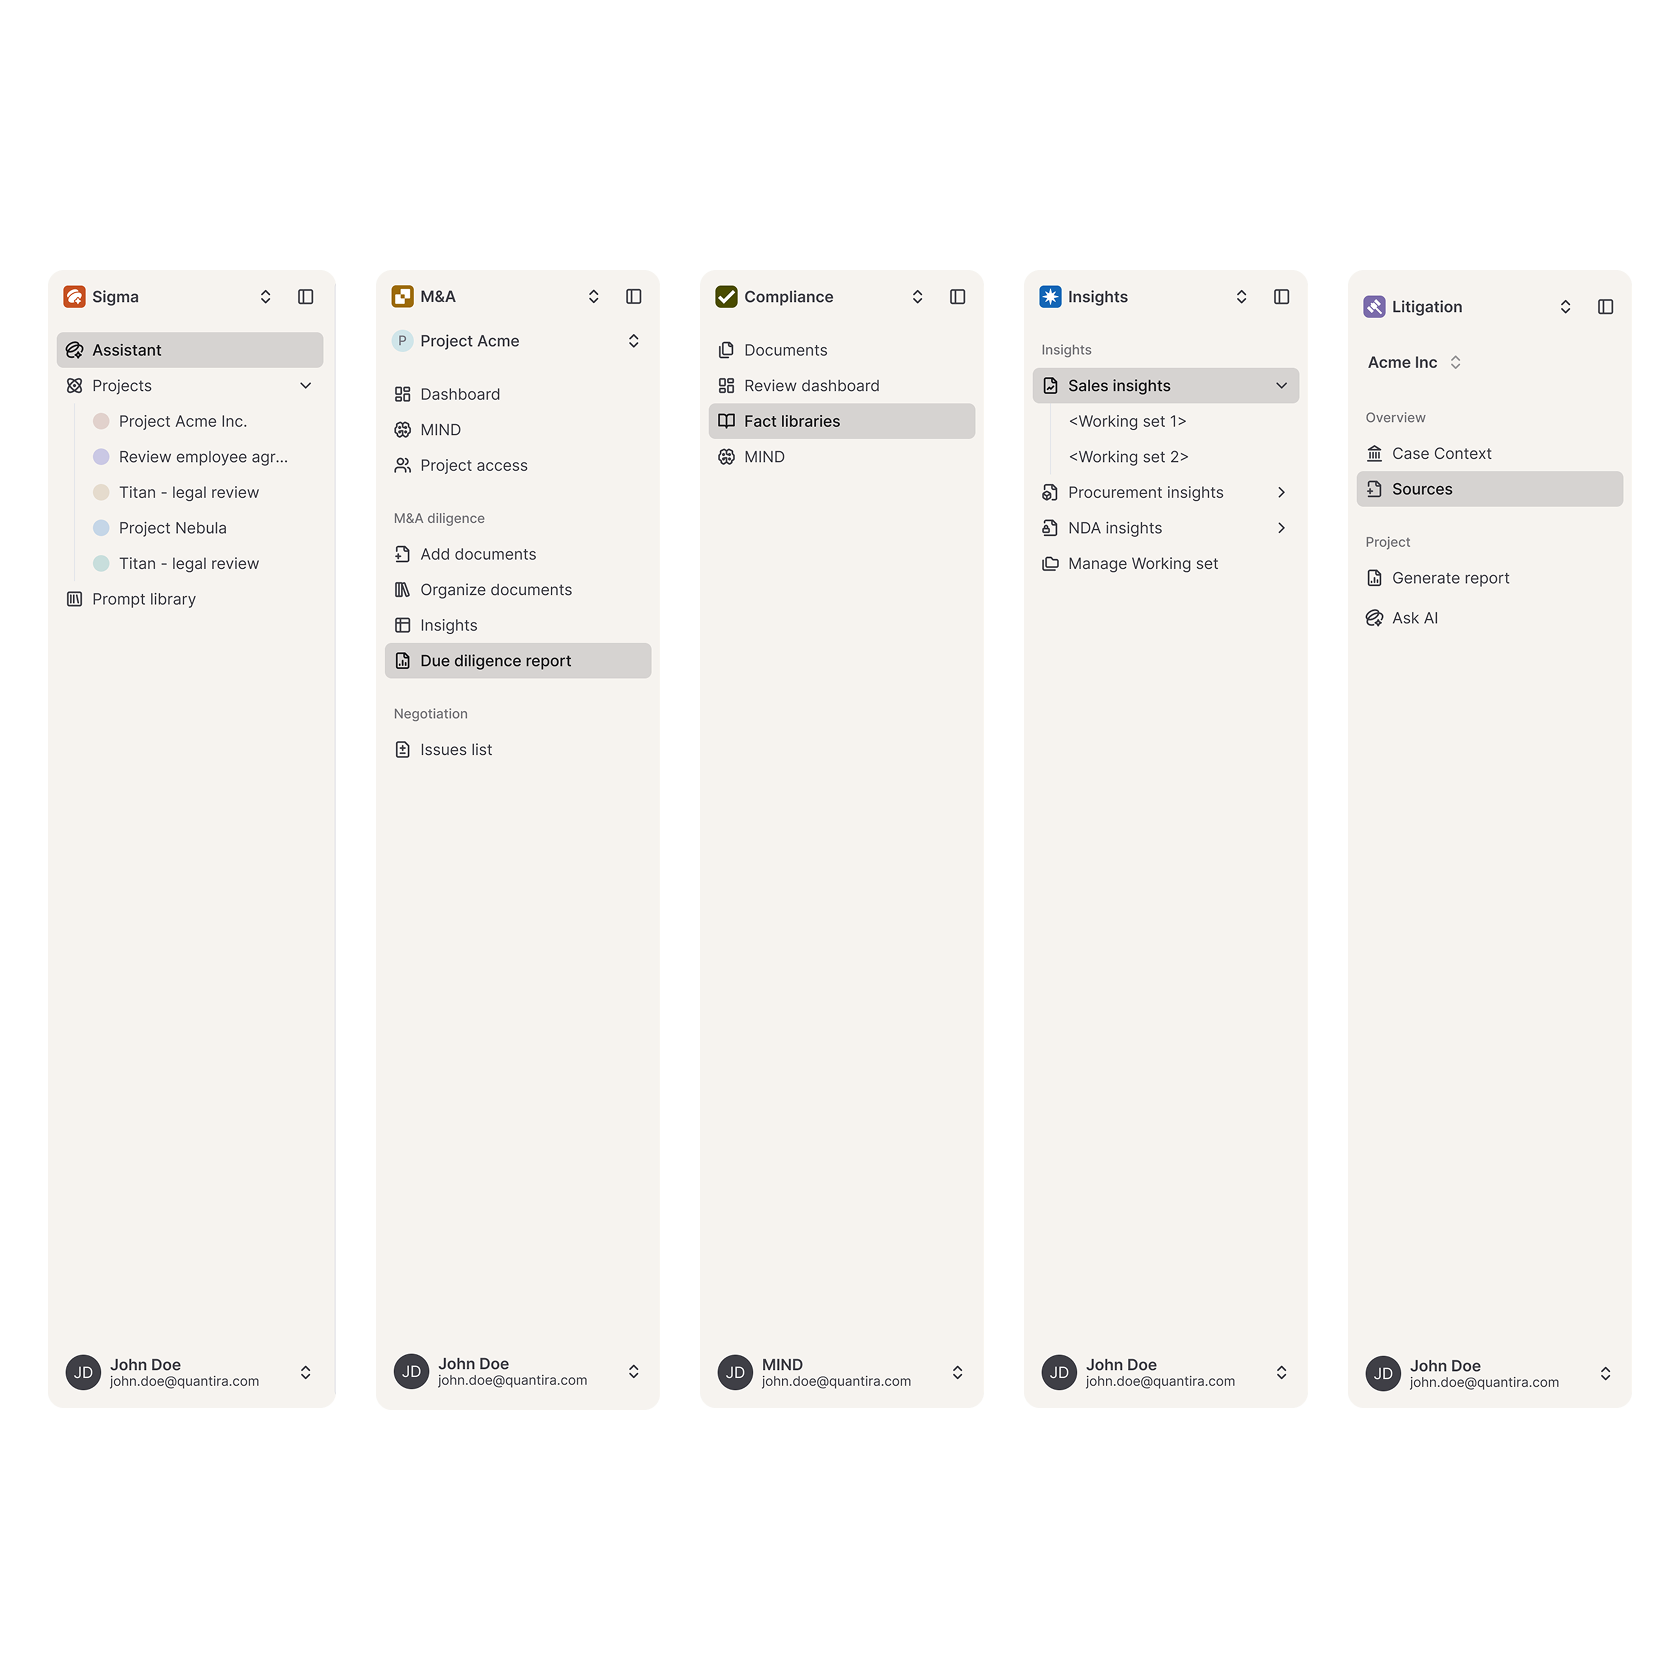 Sigma
Assistant
Projects
Project Acme Inc.
Review employee agr...
Titan - legal review
Project Nebula
Titan - legal review
Prompt library
JD
John Doe
john.doe@quantira.com
M&A
P
Project Acme
Dashboard
MIND
Project access
M&A diligence
Add documents
Organize documents
Insights
Due diligence report
Negotiation
Issues list
JD
John Doe
john.doe@quantira.com
Compliance
Documents
Review dashboard
Fact libraries
MIND
JD
MIND
john.doe@quantira.com
Insights
Insights
Sales insights
<Working set 1>
<Working set 2>
Procurement insights
NDA insights
Manage Working set
JD
John Doe
john.doe@quantira.com
Litigation
Acme Inc
Overview
Case Context
Sources
Project
Generate report
Ask AI
JD
John Doe
john.doe@quantira.com